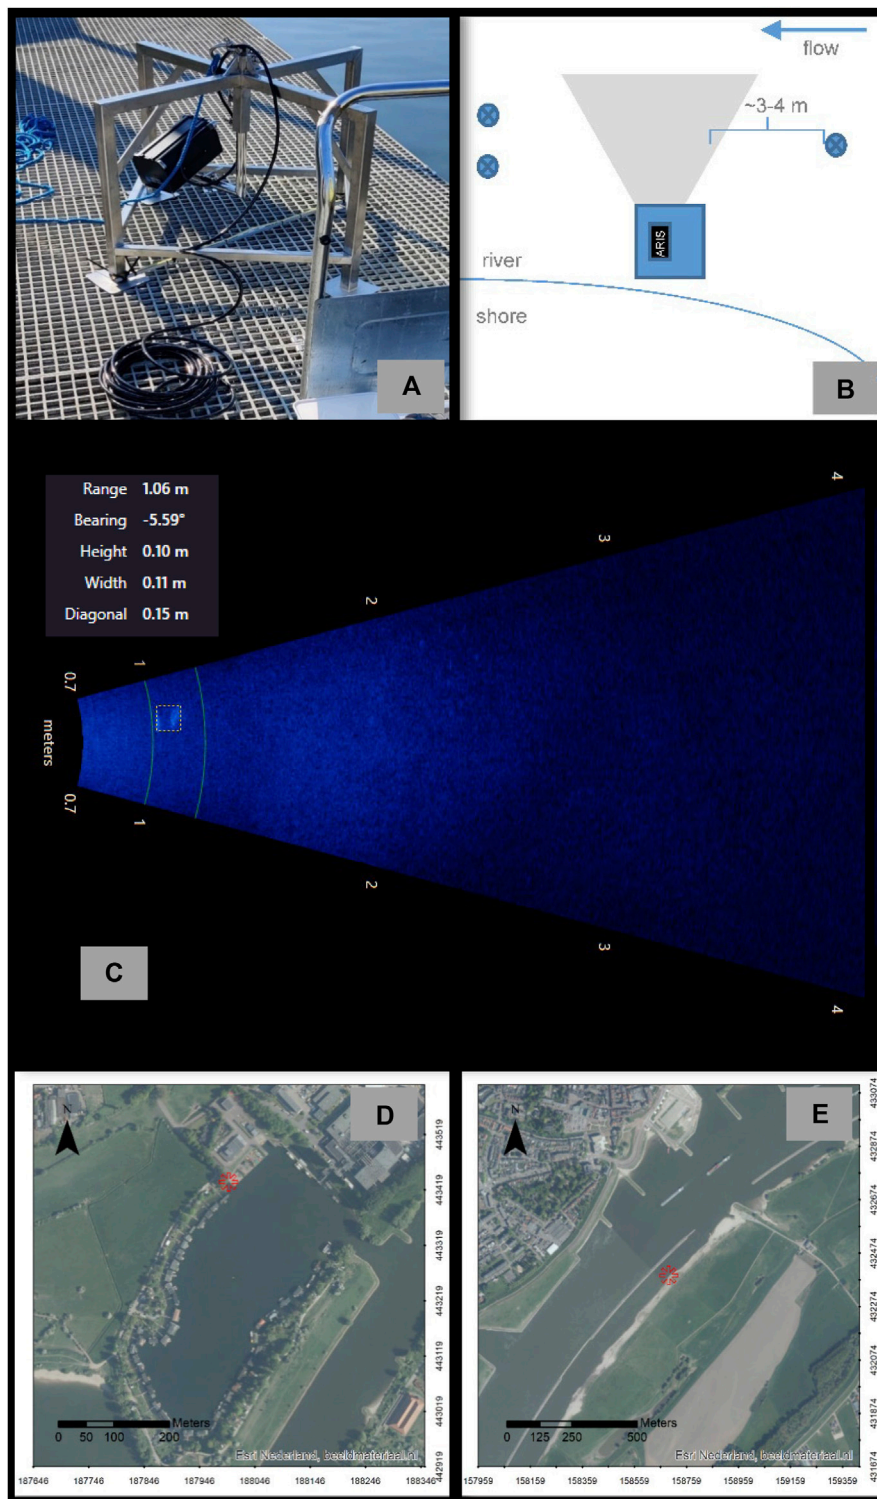 A
flow
~3-4 m
ARIS
river
shore
B
Range 1.06 m
Bearing -5.59°
Height 0.10 m
Width 0.11 m
Diagonal 0.15 m
4
3
2
1
0.7
meters
0.7
1
2
3
4
C
N
D
443519
443419
443319
443219
443119
443019
442919
Meters
0 50 100 200
Esri Nederland, beeldmateriaal.nl
187646 187746 187846 187946 188046 188146 188246 188346
N
E
433074
432874
432674
432474
432274
432074
431874
431674
Meters
0 125 250 500
Esri Nederland, beeldmateriaal.nl
157959 158159 158359 158559 158759 158959 159159 159359